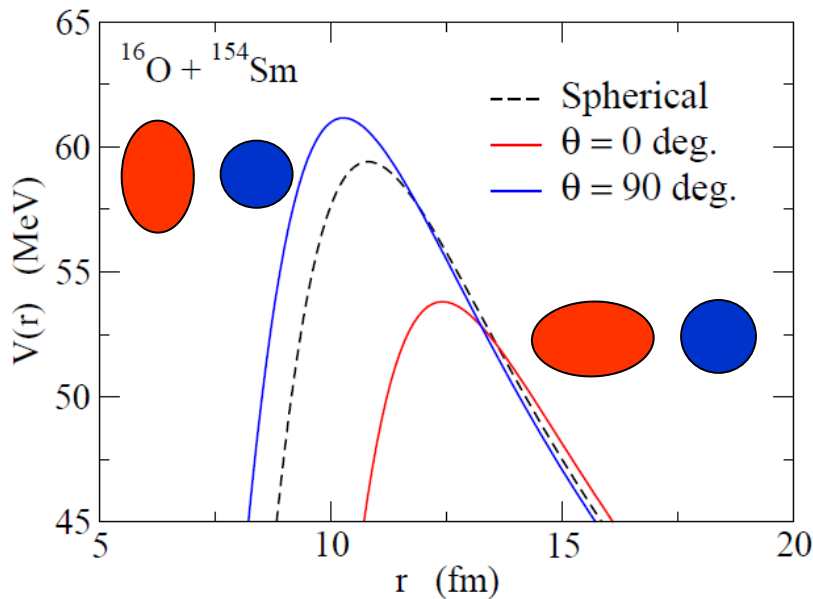 ¹⁶O + ¹⁵⁴Sm
Spherical
θ = 0 deg.
θ = 90 deg.
V(r) (MeV)
65
60
55
50
45
5
10
15
20
r (fm)